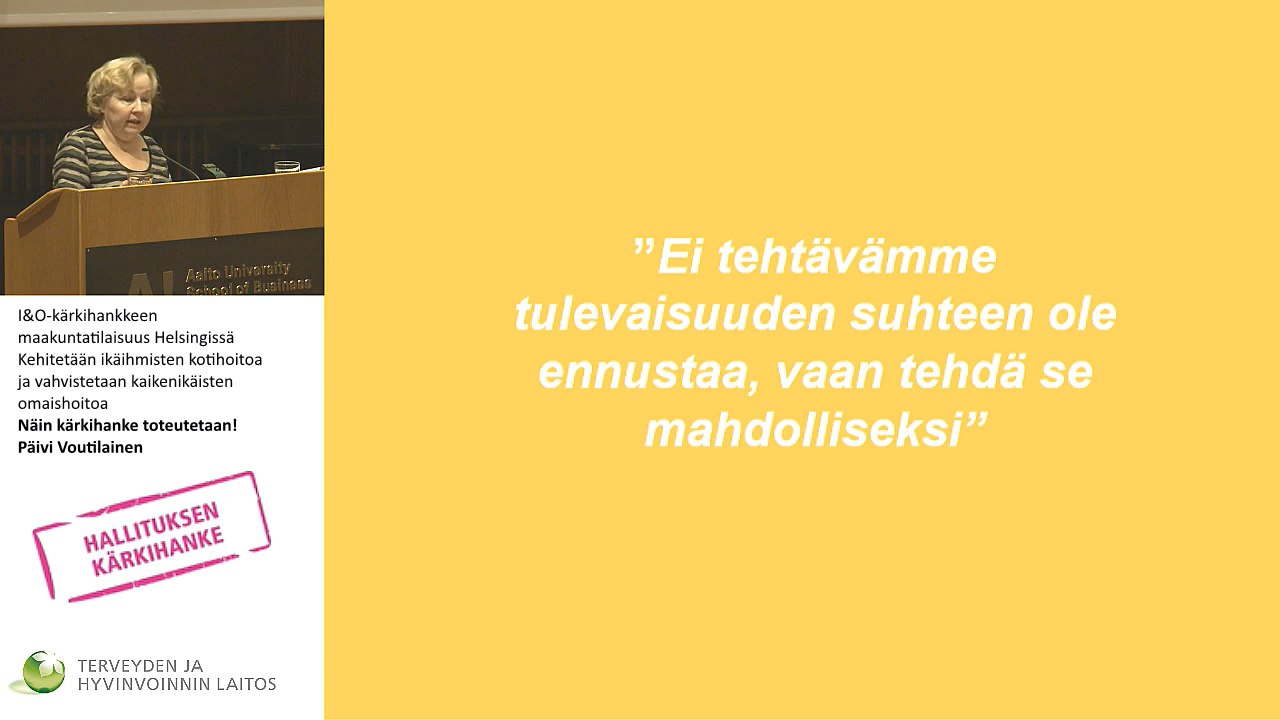 Aalto University
School of Business
I&O-kärkihankkeen
maakuntatilaisuus Helsingissä
Kehitetään ikäihmisten kotihoitoa
ja vahvistetaan kaikenikäisten
omaishoitoa
Näin kärkihanke toteutetaan!
Päivi Voutilainen
HALLITUKSEN
KÄRKIHANKE
TERVEYDEN JA
HYVINVOINNIN LAITOS
”Ei tehtävämme
tulevaisuuden suhteen ole
ennustaa, vaan tehdä se
mahdolliseksi”